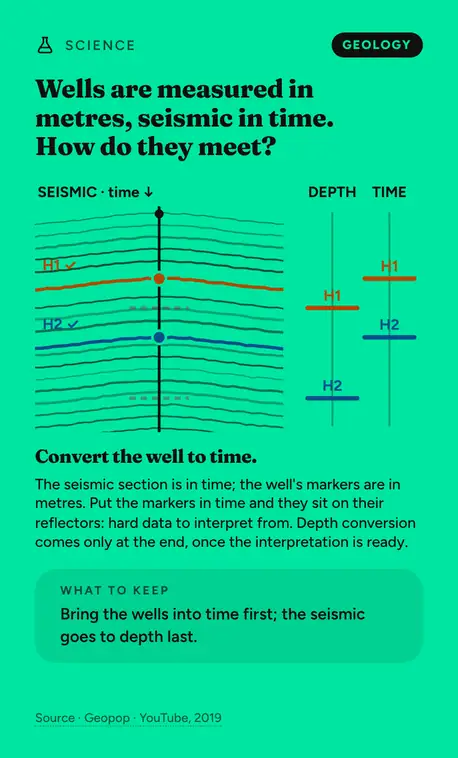 SCIENCE
GEOLOGY
Wells are measured in
metres, seismic in time.
How do they meet?
SEISMIC · time ↓
DEPTH TIME
H1 ✓
H2 ✓
H1
H2
H1
H2
Convert the well to time.
The seismic section is in time; the well's markers are in
metres. Put the markers in time and they sit on their
reflectors: hard data to interpret from. Depth conversion
comes only at the end, once the interpretation is ready.
WHAT TO KEEP
Bring the wells into time first; the seismic
goes to depth last.
Source · Geopop · YouTube, 2019